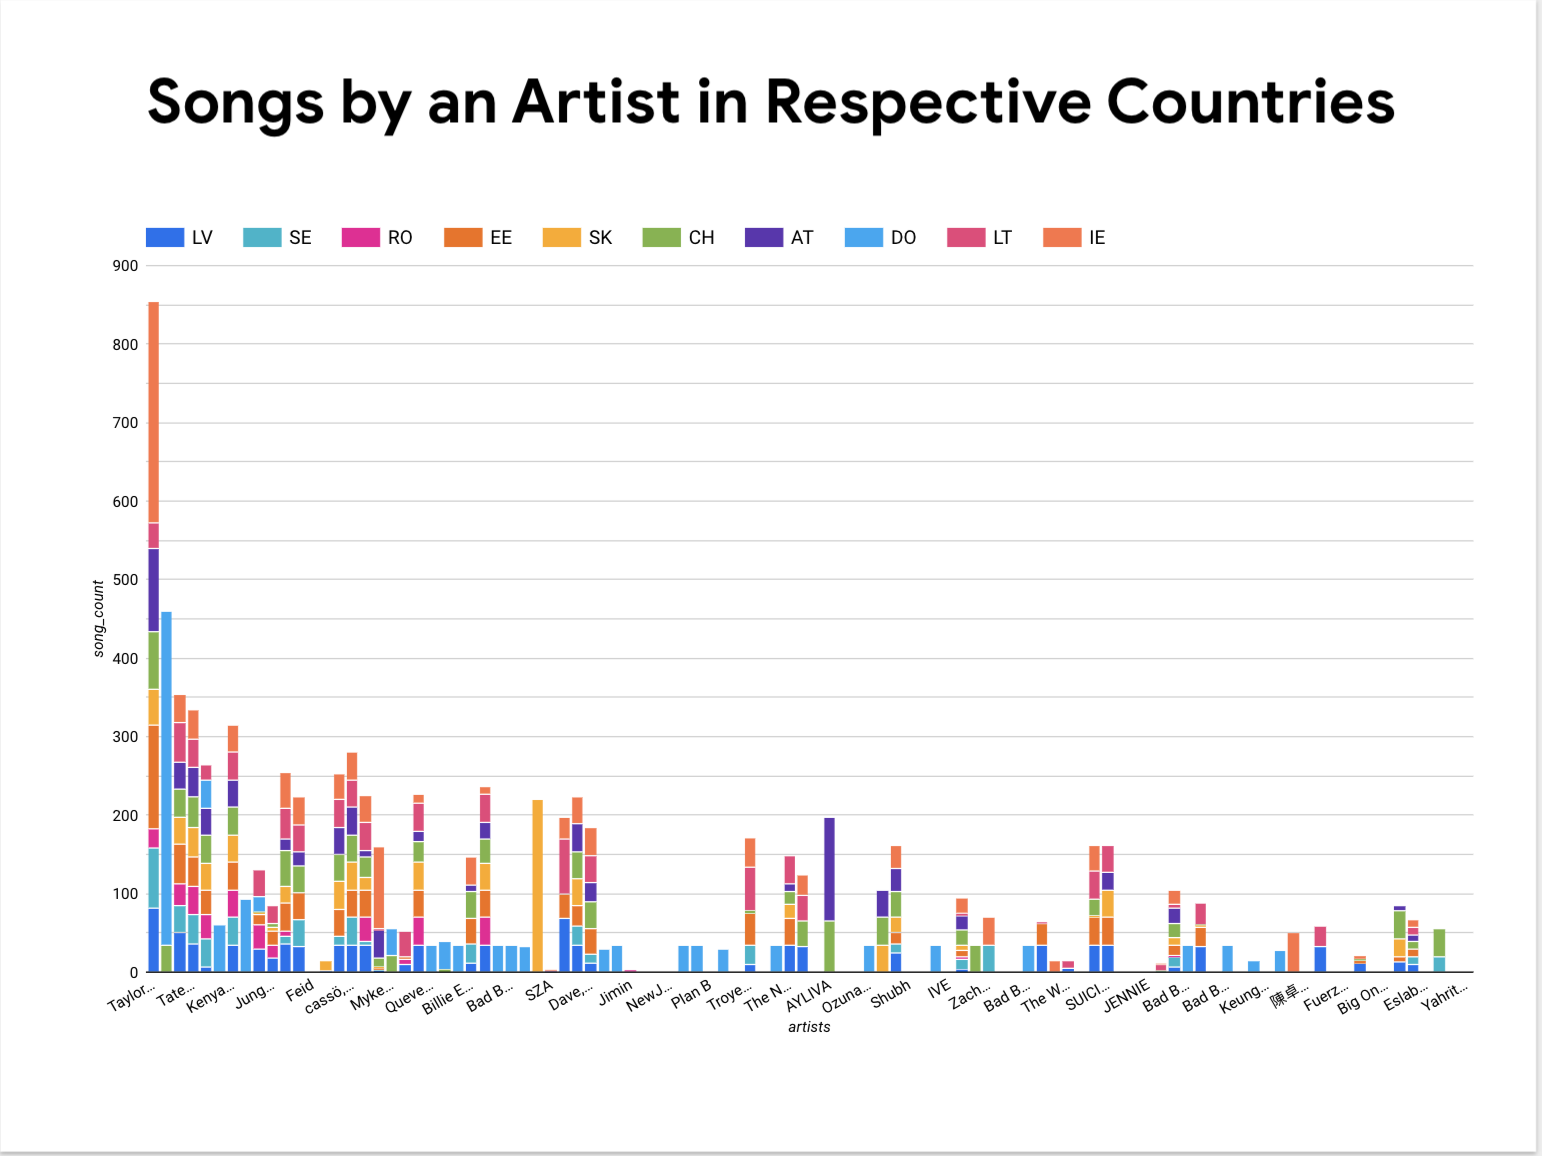 Songs by an Artist in Respective Countries
LV SE RO EE SK CH AT DO LT IE
900
800
700
600
500
400
300
200
100
0
song_count
Taylor... Tate... Kenya... Jung... Feid cassö,... Myke... Queve... Billie E... Bad B... SZA Dave,... Jimin NewJ... Plan B Troye... The N... AYLIVA Ozuna... Shubh IVE Zach... Bad B... The W... SUICI... JENNIE Bad B... Bad B... Keung... 陳卓... Fuerz... Big On... Eslab... Yahrit...
artists